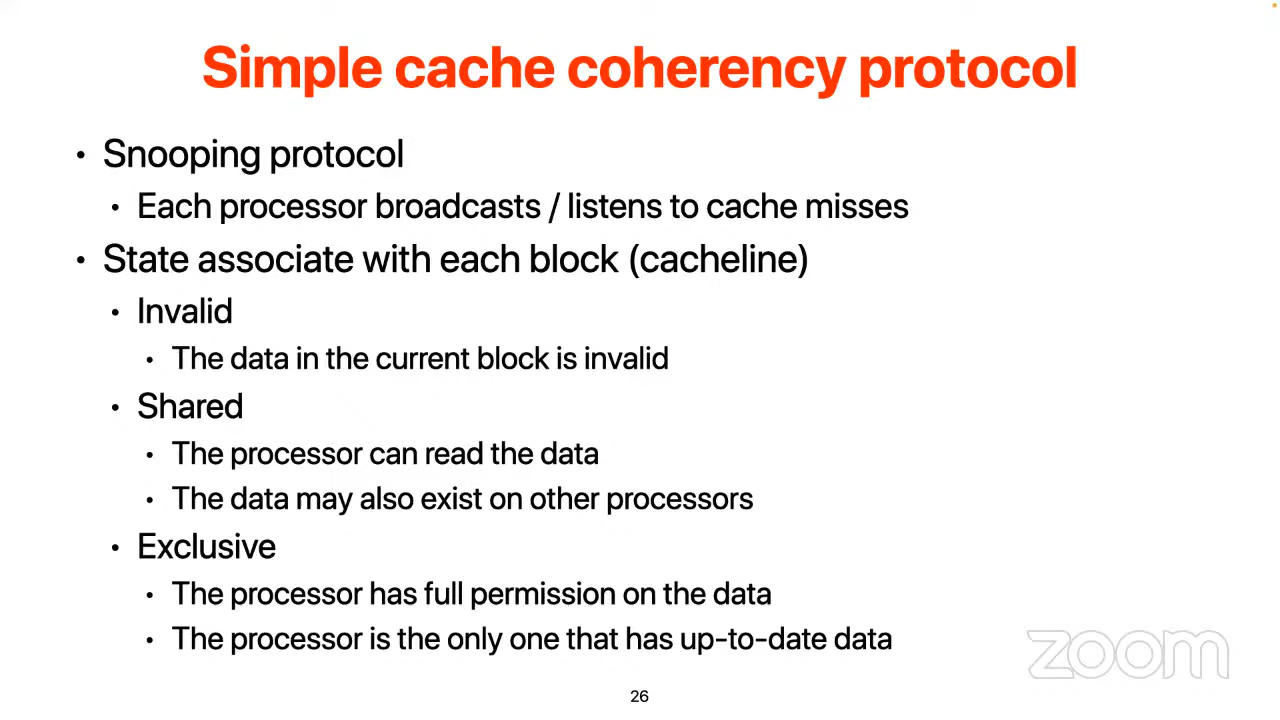 Simple cache coherency protocol
• Snooping protocol
• Each processor broadcasts / listens to cache misses
• State associate with each block (cacheline)
• Invalid
• The data in the current block is invalid
• Shared
• The processor can read the data
• The data may also exist on other processors
• Exclusive
• The processor has full permission on the data
• The processor is the only one that has up-to-date data
zoom
26